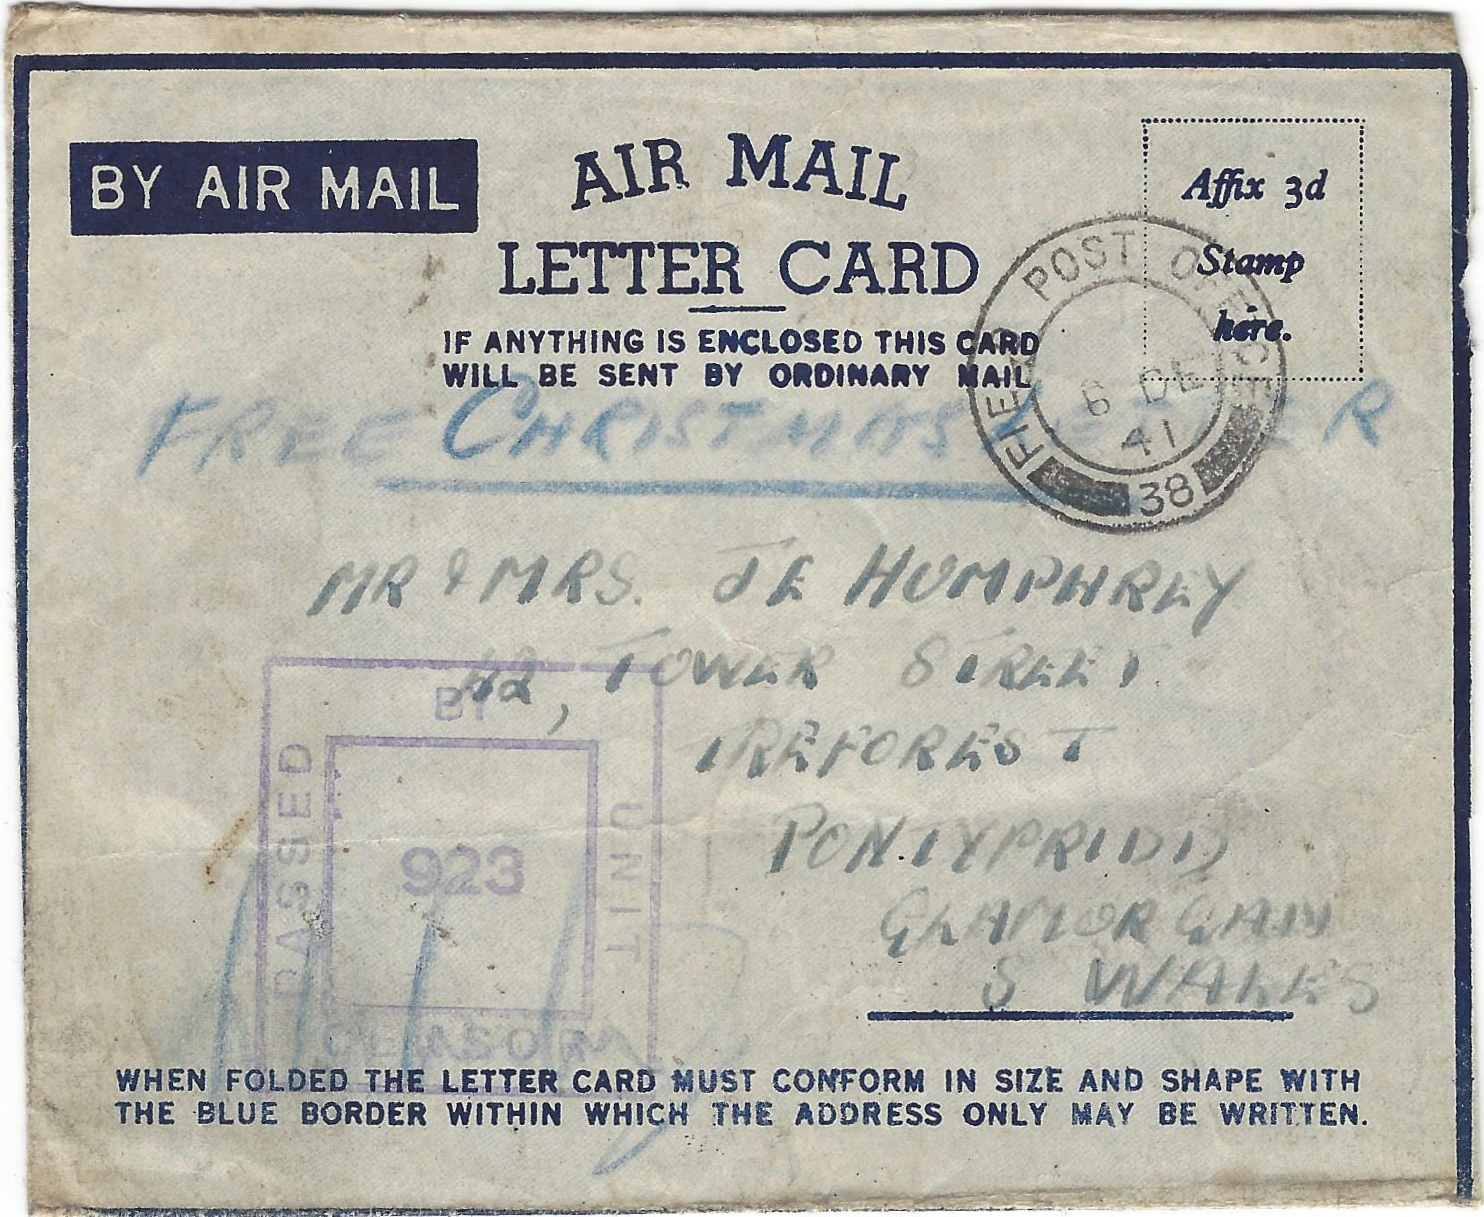 BY AIR MAIL
AIR MAIL
LETTER CARD
IF ANYTHING IS ENCLOSED THIS CARD
WILL BE SENT BY ORDINARY MAIL
Affix 3d
Stamp
here.
FIELD POST OFFICE
6 DE
41
38
FREE CHRISTMAS LETTER
MR & MRS. JE HUMPHREY
42, TOWER STREET
TREFOREST
PONTYPRIDD
GLAMORGAN
S WALES
PASSED BY UNIT CENSOR
923
WHEN FOLDED THE LETTER CARD MUST CONFORM IN SIZE AND SHAPE WITH
THE BLUE BORDER WITHIN WHICH THE ADDRESS ONLY MAY BE WRITTEN.